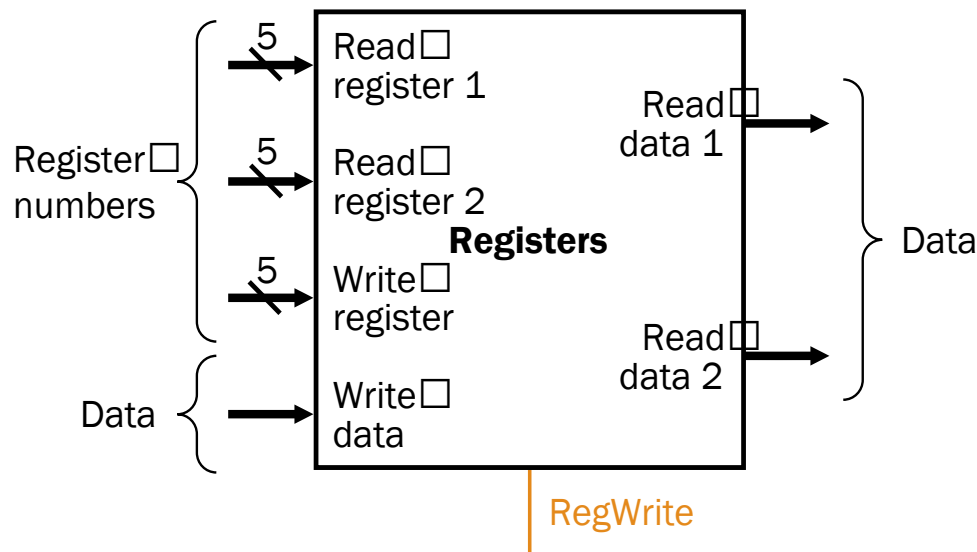 Register□
numbers
Data
5
5
5
Read□
register 1
Read□
register 2
Write□
register
Write□
data
Registers
Read□
data 1
Read□
data 2
Data
RegWrite